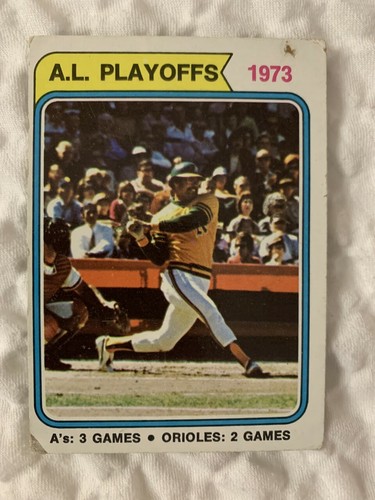 A.L. PLAYOFFS 1973
A's: 3 GAMES • ORIOLES: 2 GAMES